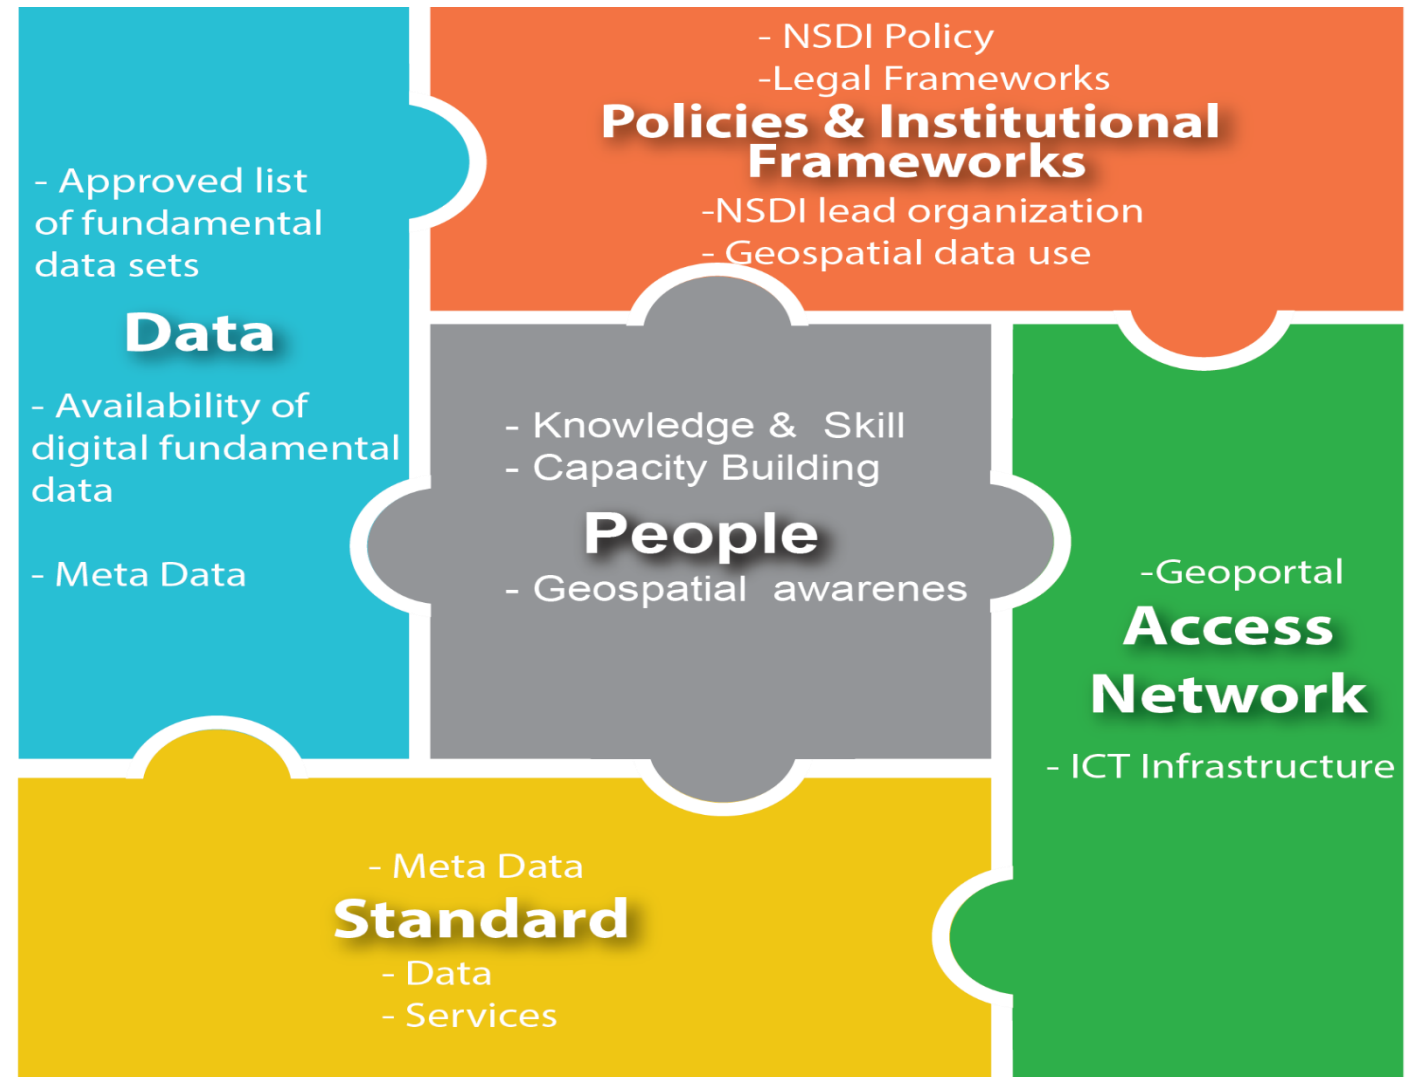 - Approved list
of fundamental
data sets
Data
- Availability of
digital fundamental
data
- Meta Data
- NSDI Policy
-Legal Frameworks
Policies & Institutional
Frameworks
-NSDI lead organization
- Geospatial data use
- Knowledge & Skill
- Capacity Building
People
- Geospatial awarenes
-Geoportal
Access
Network
- ICT Infrastructure
- Meta Data
Standard
- Data
- Services